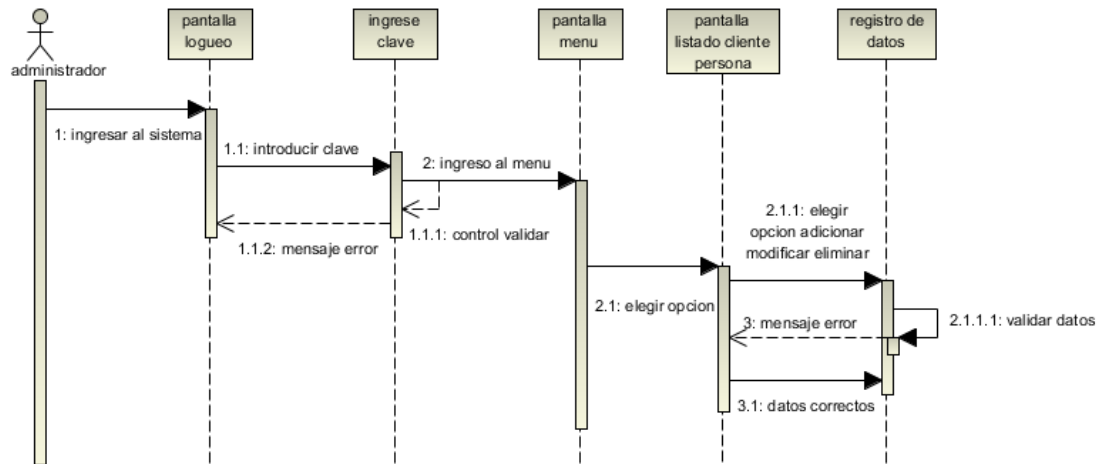 pantalla
logueo
ingrese
clave
pantalla
menu
pantalla
listado cliente
persona
registro de
datos
administrador
1: ingresar al sistema
1.1: introducir clave
2: ingreso al menu
1.1.2: mensaje error
1.1.1: control validar
2.1.1: elegir
opcion adicionar
modificar eliminar
2.1: elegir opcion
3: mensaje error
2.1.1.1: validar datos
3.1: datos correctos